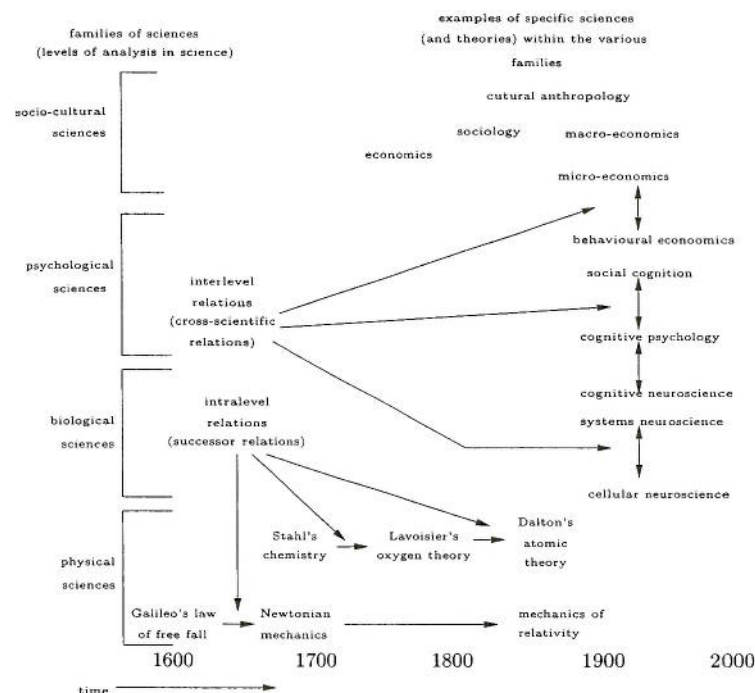 families of sciences
(levels of analysis in science)
examples of specific sciences
(and theories) within the various
families
socio-cultural
sciences
cutural anthropology
sociology
macro-economics
economics
micro-economics
psychological
sciences
behavioural econoomics
interlevel
relations
(cross-scientific
relations)
social cognition
cognitive psychology
cognitive neuroscience
biological
sciences
intralevel
relations
(successor relations)
systems neuroscience
cellular neuroscience
physical
sciences
Stahl's
chemistry
Lavoisier's
oxygen theory
Dalton's
atomic
theory
Galileo's law
of free fall
Newtonian
mechanics
mechanics of
relativity
1600
1700
1800
1900
2000
time